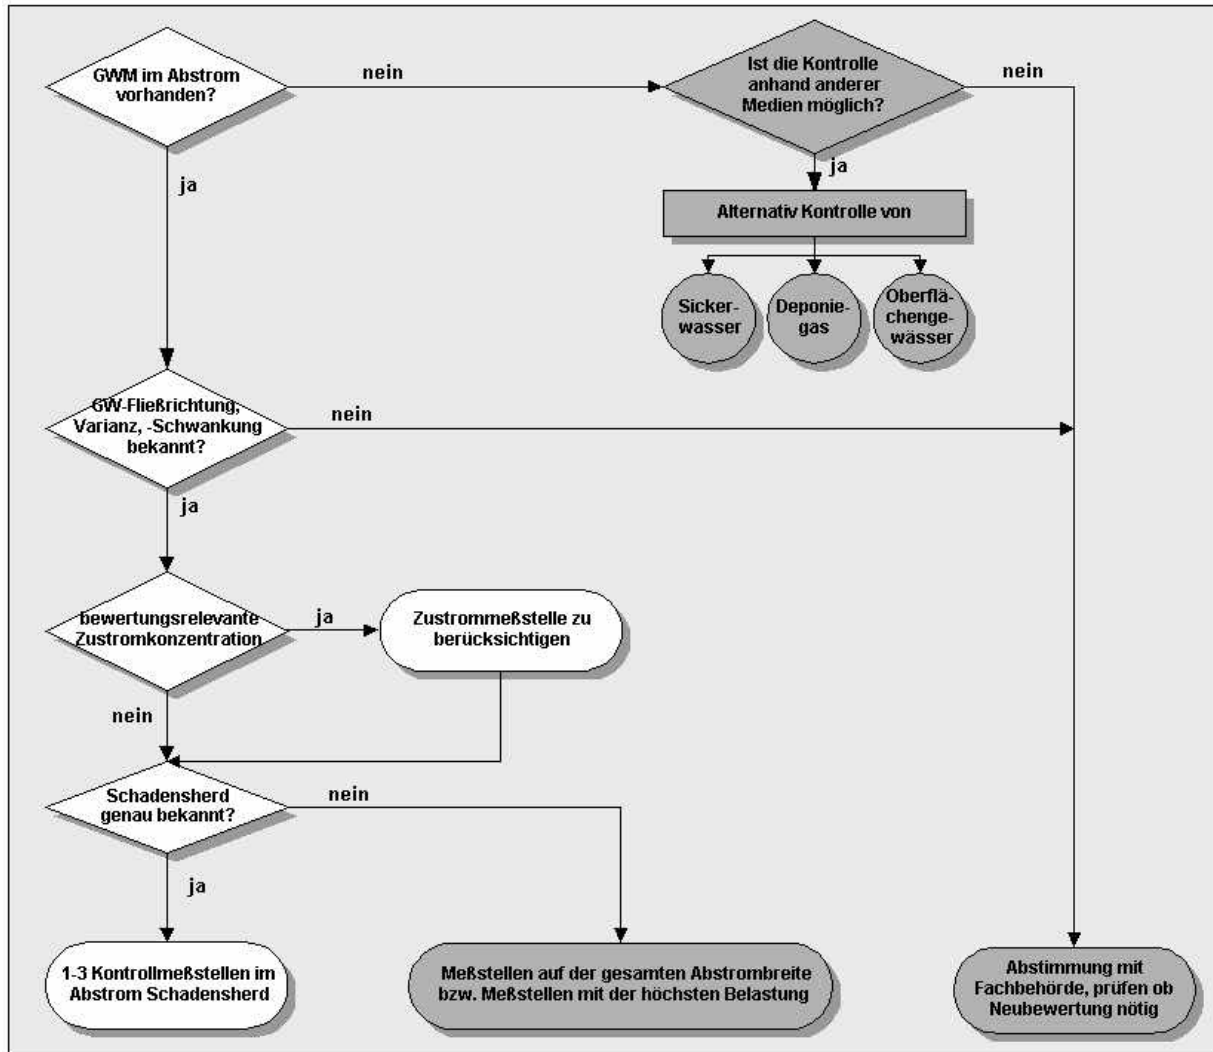 GWM im Abstrom
vorhanden?
nein
Ist die Kontrolle
anhand anderer
Medien möglich?
nein
ja
ja
Alternativ Kontrolle von
Sicker-
wasser
Deponie-
gas
Oberflä-
chenge-
wässer
GW-Fließrichtung,
Varianz, -Schwankung
bekannt?
nein
ja
bewertungsrelevante
Zustromkonzentration
ja
Zustrommeßstelle zu
berücksichtigen
nein
Schadensherd
genau bekannt?
nein
ja
1-3 Kontrollmeßstellen im
Abstrom Schadensherd
Meßstellen auf der gesamten Abstrombreite
bzw. Meßstellen mit der höchsten Belastung
Abstimmung mit
Fachbehörde, prüfen ob
Neubewertung nötig